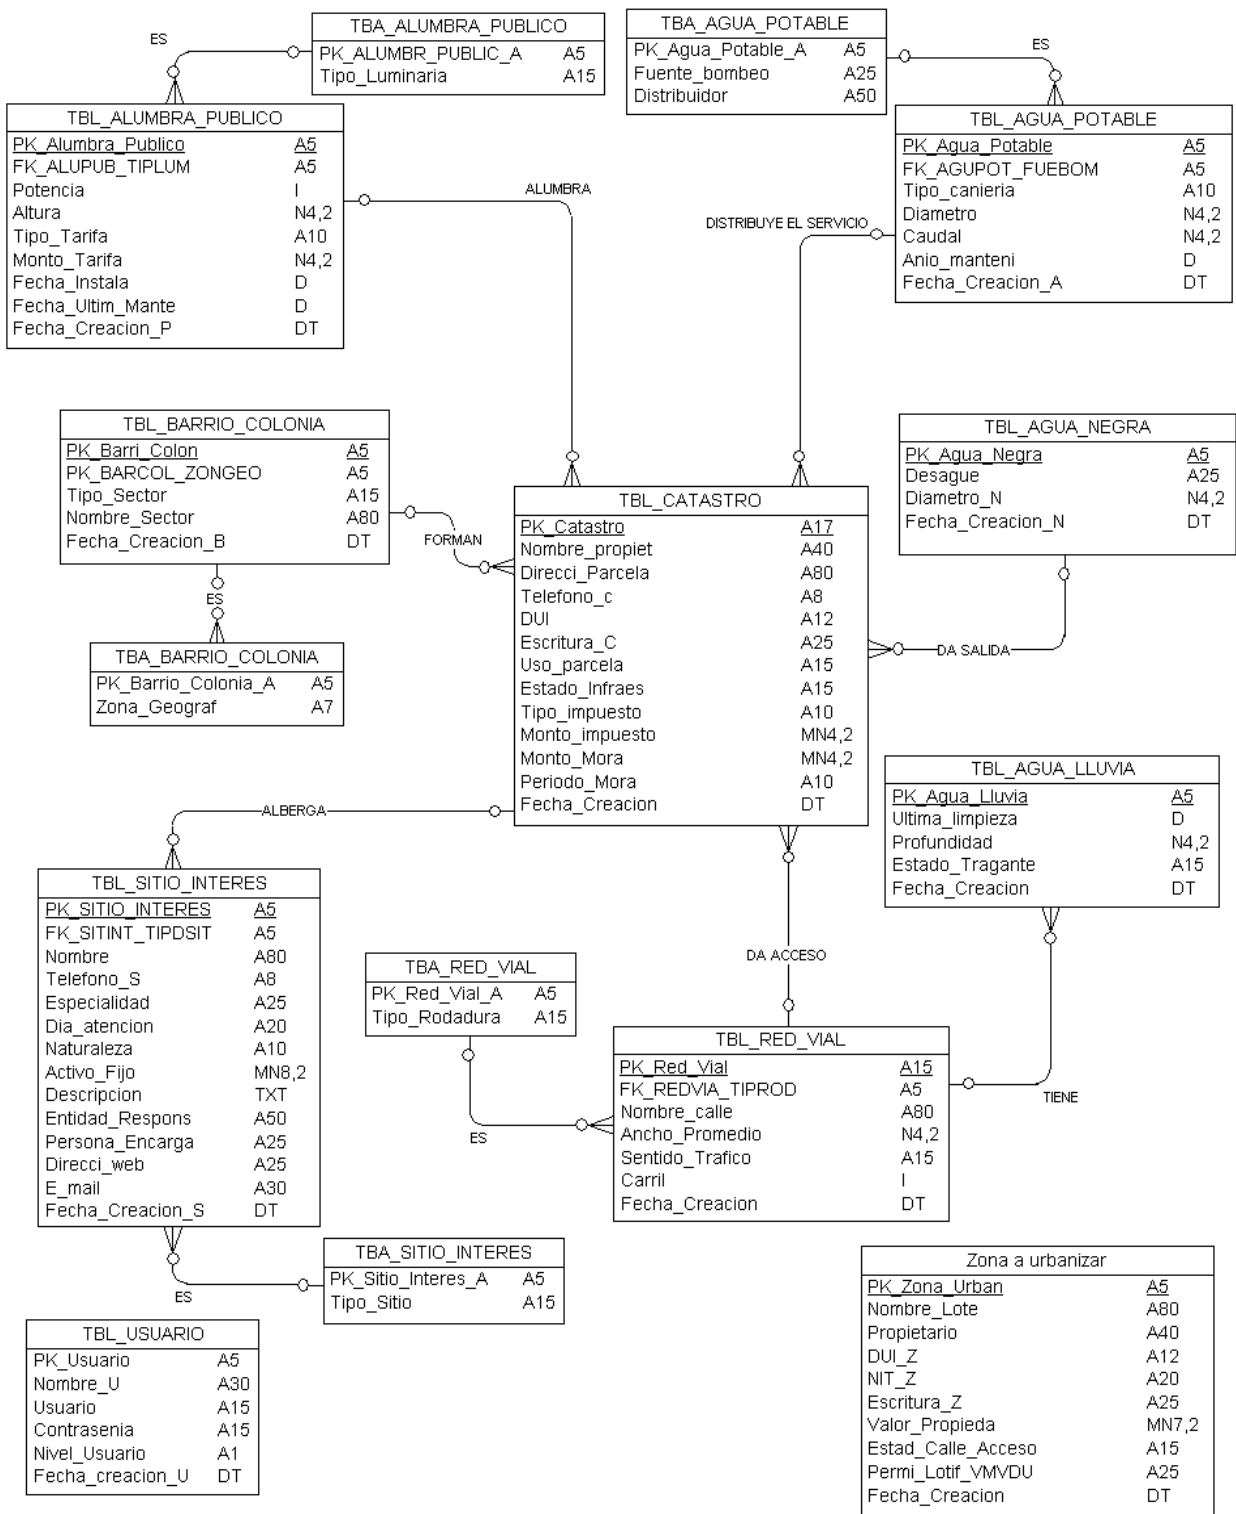 TBA_ALUMBRA_PUBLICO
PK_ALUMBR_PUBLIC_A A5
Tipo_Luminaria A15
TBA_AGUA_POTABLE
PK_Agua_Potable_A A5
Fuente_bombeo A25
Distribuidor A50
ES
ES
TBL_ALUMBRA_PUBLICO
PK_Alumbra_Publico A5
FK_ALUPUB_TIPLUM A5
Potencia I
Altura N4,2
Tipo_Tarifa A10
Monto_Tarifa N4,2
Fecha_Instala D
Fecha_Ultim_Mante D
Fecha_Creacion_P DT
TBL_AGUA_POTABLE
PK_Agua_Potable A5
FK_AGUPOT_FUEBOM A5
Tipo_canieria A10
Diametro N4,2
Caudal N4,2
Anio_manteni D
Fecha_Creacion_A DT
ALUMBRA
DISTRIBUYE EL SERVICIO
TBL_BARRIO_COLONIA
PK_Barri_Colon A5
PK_BARCOL_ZONGEO A5
Tipo_Sector A15
Nombre_Sector A80
Fecha_Creacion_B DT
FORMAN
ES
TBA_BARRIO_COLONIA
PK_Barrio_Colonia_A A5
Zona_Geograf A7
TBL_CATASTRO
PK_Catastro A17
Nombre_propiet A40
Direcci_Parcela A80
Telefono_c A8
DUI A12
Escritura_C A25
Uso_parcela A15
Estado_Infraes A15
Tipo_impuesto A10
Monto_impuesto MN4,2
Monto_Mora MN4,2
Periodo_Mora A10
Fecha_Creacion DT
TBL_AGUA_NEGRA
PK_Agua_Negra A5
Desague A25
Diametro_N N4,2
Fecha_Creacion_N DT
DA SALIDA
TBL_AGUA_LLUVIA
PK_Agua_Lluvia A5
Ultima_limpieza D
Profundidad N4,2
Estado_Tragante A15
Fecha_Creacion DT
ALBERGA
TBL_SITIO_INTERES
PK_SITIO_INTERES A5
FK_SITINT_TIPDSIT A5
Nombre A80
Telefono_S A8
Especialidad A25
Dia_atencion A20
Naturaleza A10
Activo_Fijo MN8,2
Descripcion TXT
Entidad_Respons A50
Persona_Encarga A25
Direcci_web A25
E_mail A30
Fecha_Creacion_S DT
DA ACCESO
TBA_RED_VIAL
PK_Red_Vial_A A5
Tipo_Rodadura A15
ES
TBL_RED_VIAL
PK_Red_Vial A15
FK_REDVIA_TIPROD A5
Nombre_calle A80
Ancho_Promedio N4,2
Sentido_Trafico A15
Carril I
Fecha_Creacion DT
TIENE
TBA_SITIO_INTERES
PK_Sitio_Interes_A A5
Tipo_Sitio A15
ES
TBL_USUARIO
PK_Usuario A5
Nombre_U A30
Usuario A15
Contrasenia A15
Nivel_Usuario A1
Fecha_creacion_U DT
Zona a urbanizar
PK_Zona_Urban A5
Nombre_Lote A80
Propietario A40
DUI_Z A12
NIT_Z A20
Escritura_Z A25
Valor_Propieda MN7,2
Estad_Calle_Acceso A15
Permi_Lotif_VMVDU A25
Fecha_Creacion DT